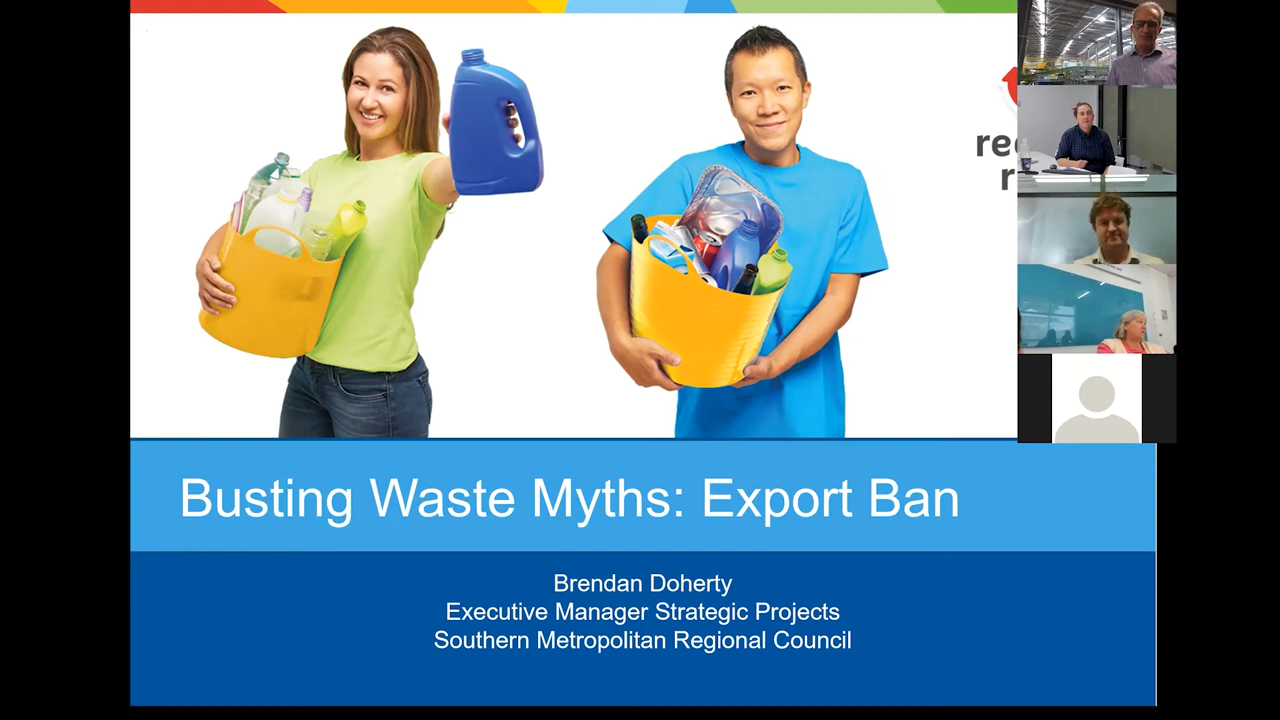 Busting Waste Myths: Export Ban
Brendan Doherty
Executive Manager Strategic Projects
Southern Metropolitan Regional Council